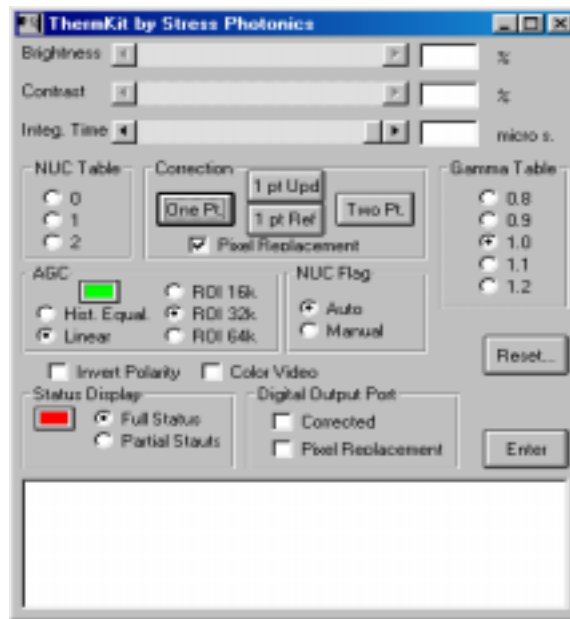 ThermKit by Stress Photonics
Brightness %
Contrast %
Integ. Time micro s.
NUC Table Correction Gamma Table
0 One Pt. 1 pt Upd Two Pt. 0.8
1 1 pt Ref 0.9
2 Pixel Replacement 1.0
1.1
1.2
AGC NUC Flag
ROI 16k
Hist. Equal. ROI 32k Auto
Linear ROI 64k Manual
Reset...
Invert Polarity Color Video
Status Display Digital Output Port
Full Status Corrected
Partial Stauts Pixel Replacement Enter